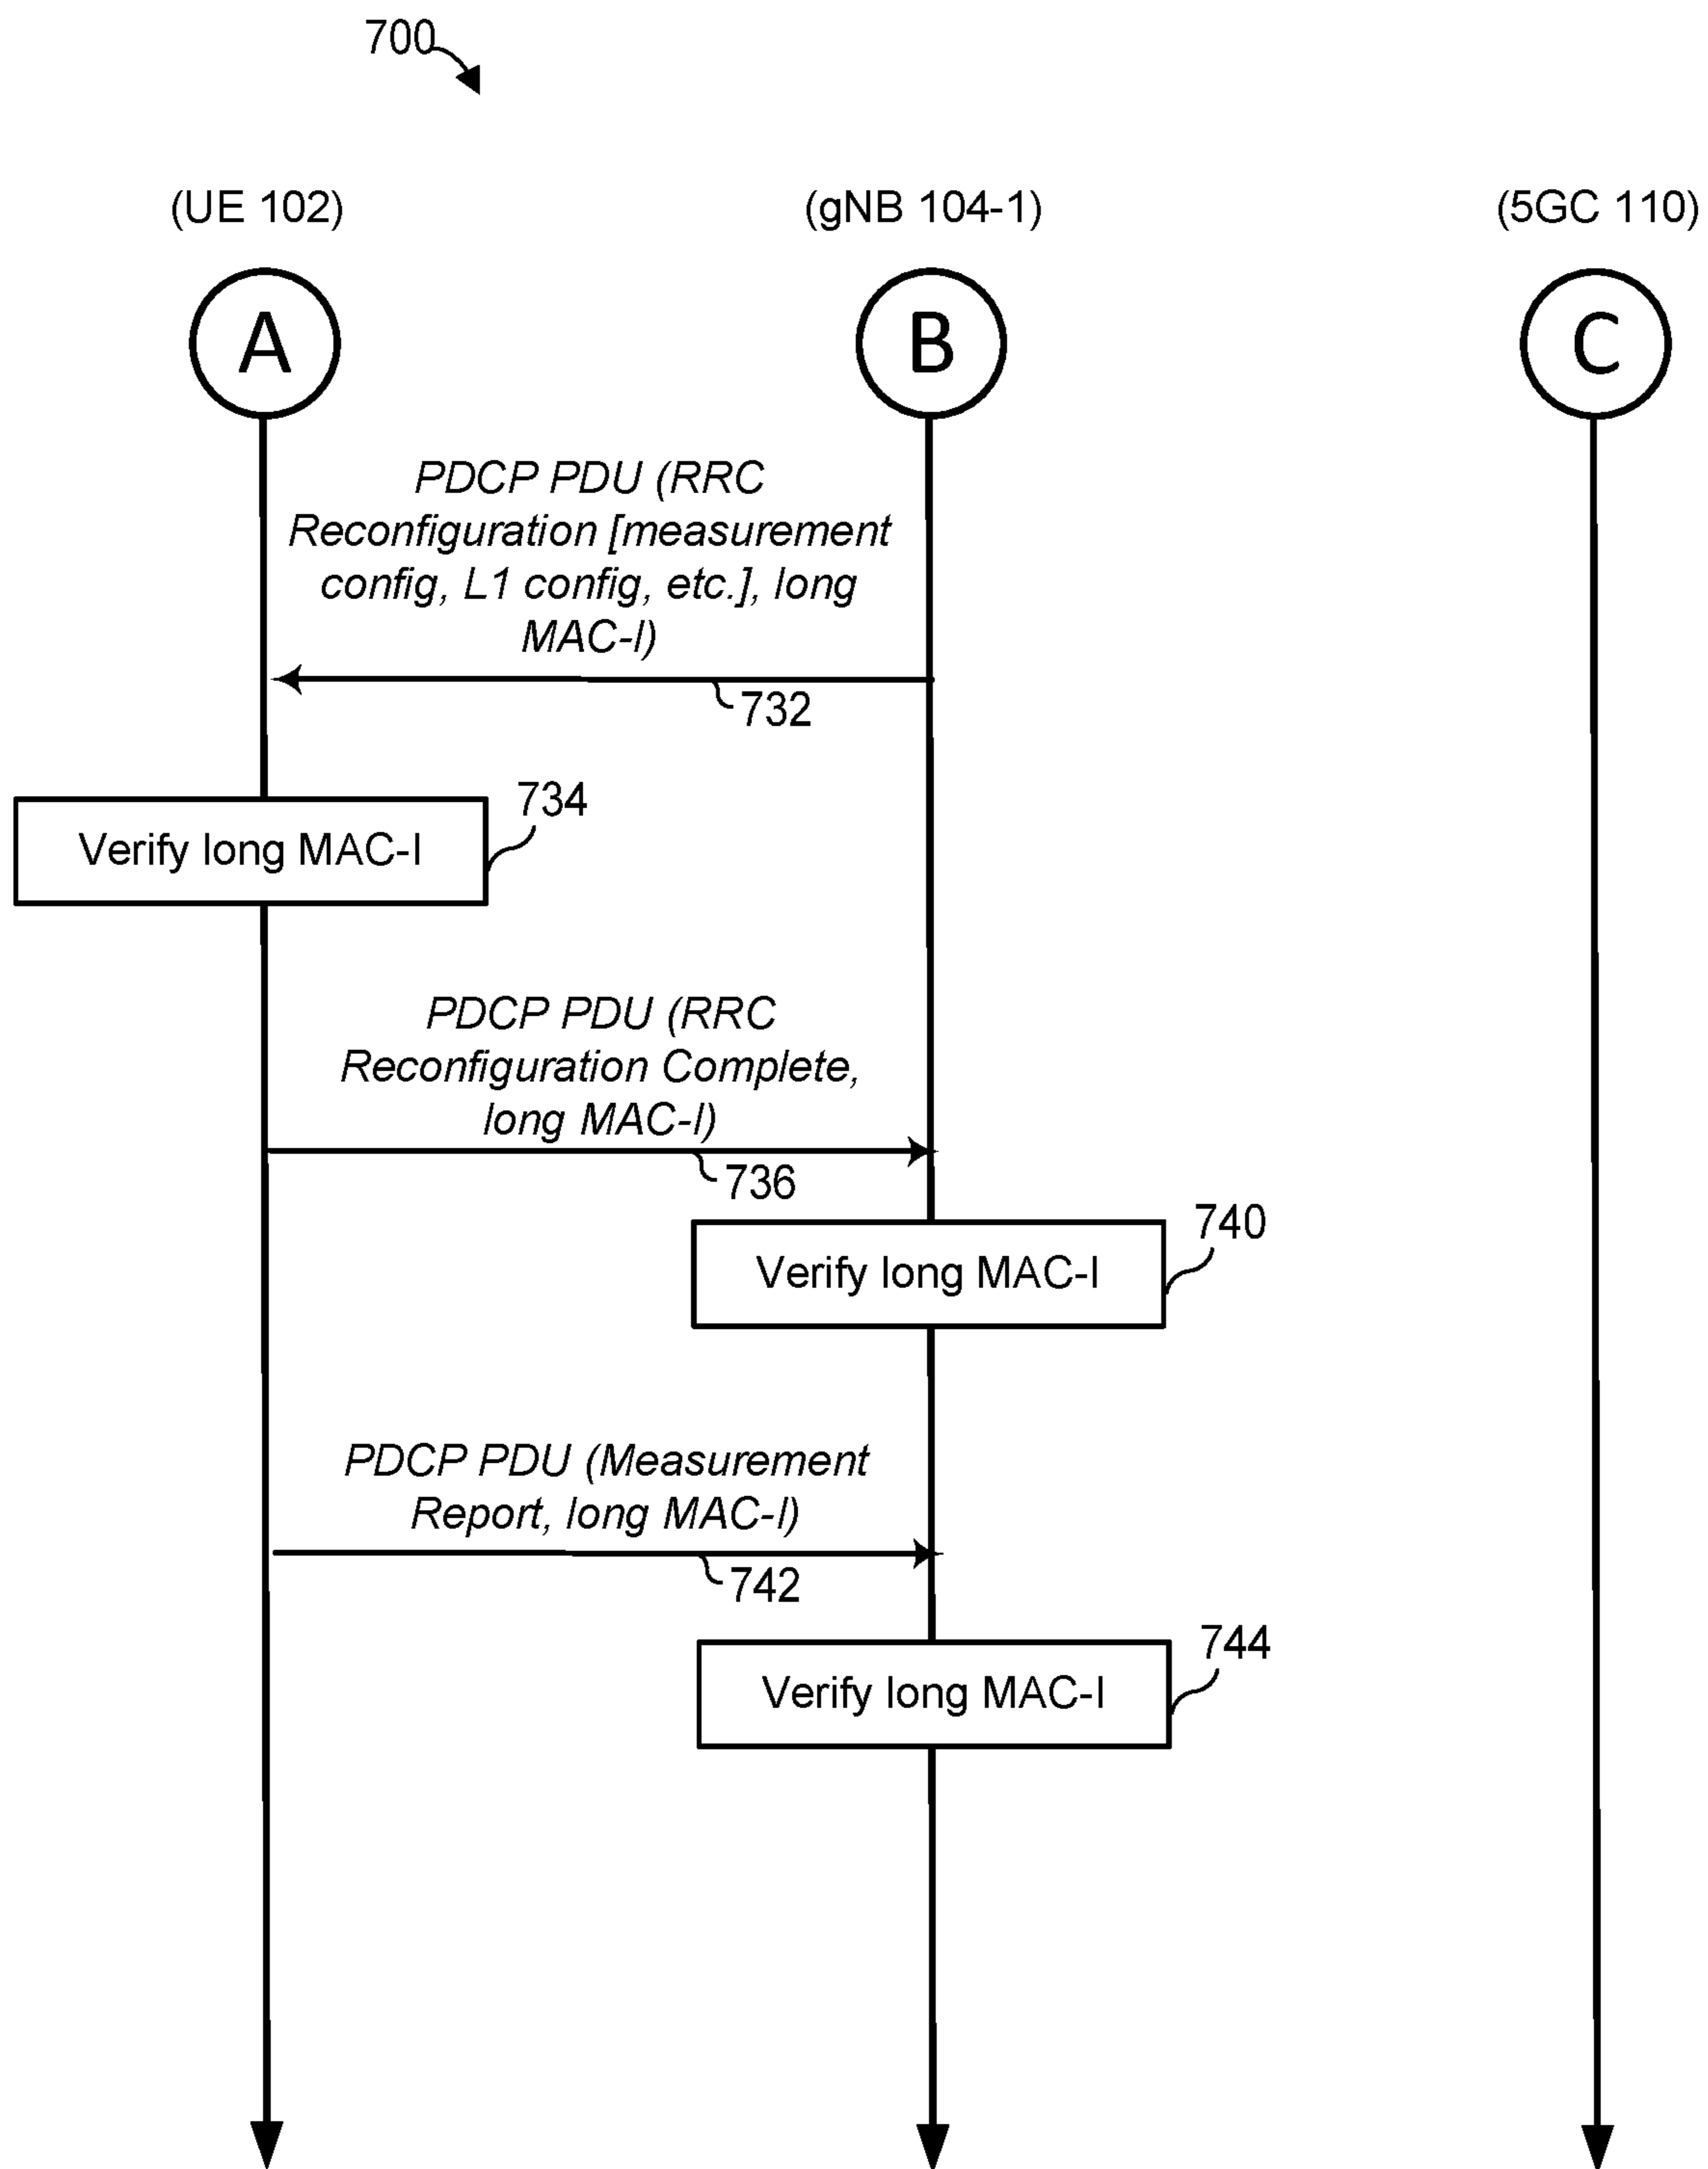 700
(UE 102)
(gNB 104-1)
(5GC 110)
A
B
C
PDCP PDU (RRC
Reconfiguration [measurement
config, L1 config, etc.], long
MAC-I)
732
734
Verify long MAC-I
PDCP PDU (RRC
Reconfiguration Complete,
long MAC-I)
736
740
Verify long MAC-I
PDCP PDU (Measurement
Report, long MAC-I)
742
744
Verify long MAC-I